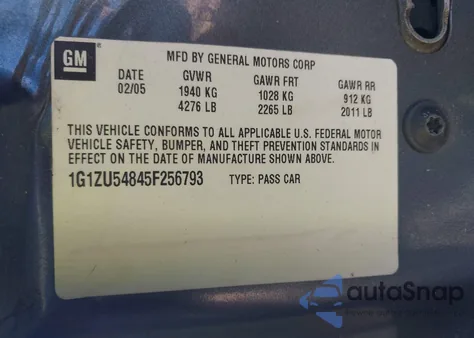 GM
MFD BY GENERAL MOTORS CORP
DATE GVWR GAWR FRT GAWR RR
02/05 1940 KG 1028 KG 912 KG
4276 LB 2265 LB 2011 LB
THIS VEHICLE CONFORMS TO ALL APPLICABLE U.S. FEDERAL MOTOR
VEHICLE SAFETY, BUMPER, AND THEFT PREVENTION STANDARDS IN
EFFECT ON THE DATE OF MANUFACTURE SHOWN ABOVE.
1G1ZU54845F256793 TYPE: PASS CAR
autoSnap